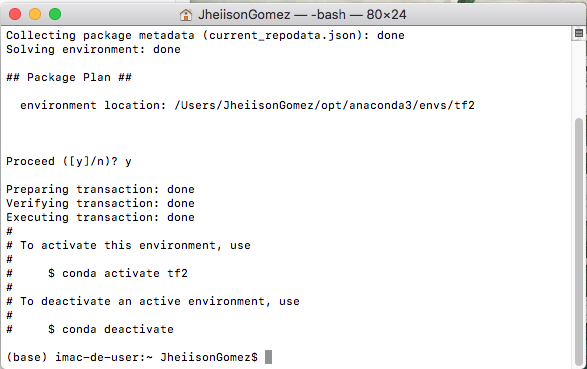 JheiisonGomez — -bash — 80×24
Collecting package metadata (current_repodata.json): done
Solving environment: done
## Package Plan ##
environment location: /Users/JheiisonGomez/opt/anaconda3/envs/tf2
Proceed ([y]/n)? y
Preparing transaction: done
Verifying transaction: done
Executing transaction: done
#
# To activate this environment, use
#
#     $ conda activate tf2
#
# To deactivate an active environment, use
#
#     $ conda deactivate
(base) imac-de-user:~ JheiisonGomez$